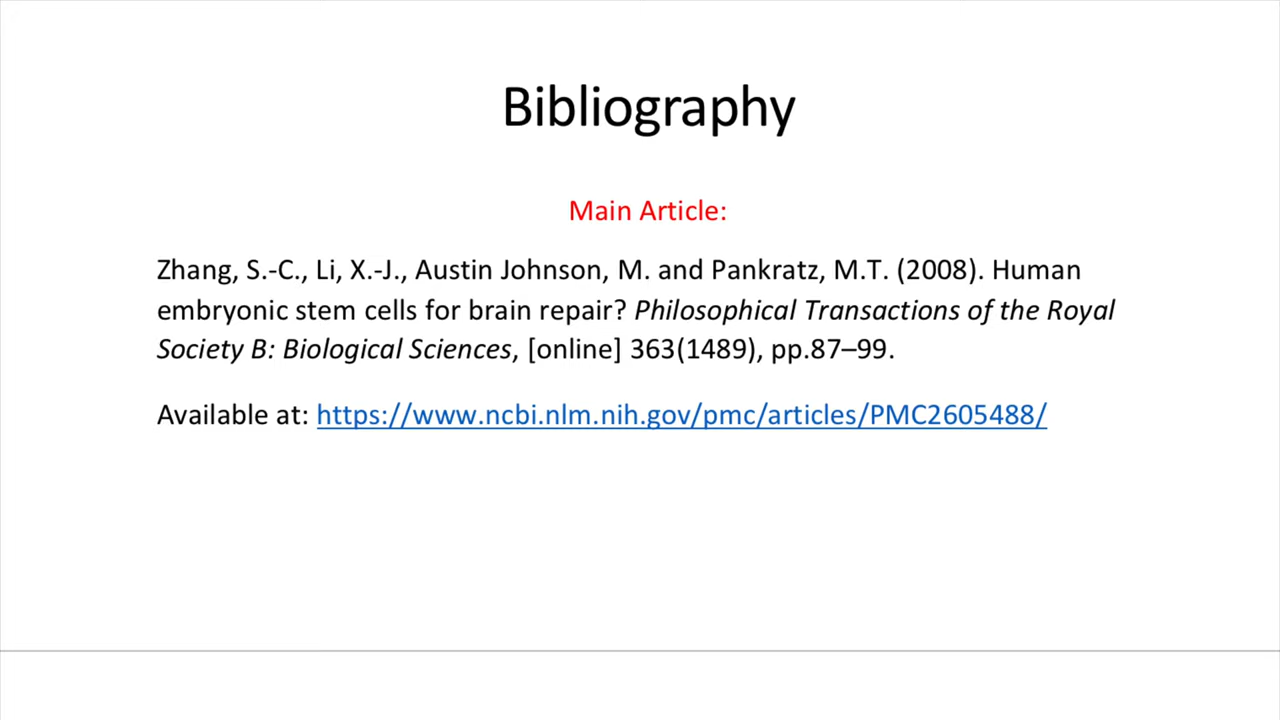 Bibliography
Main Article:
Zhang, S.-C., Li, X.-J., Austin Johnson, M. and Pankratz, M.T. (2008). Human
embryonic stem cells for brain repair? Philosophical Transactions of the Royal
Society B: Biological Sciences, [online] 363(1489), pp.87–99.
Available at: https://www.ncbi.nlm.nih.gov/pmc/articles/PMC2605488/